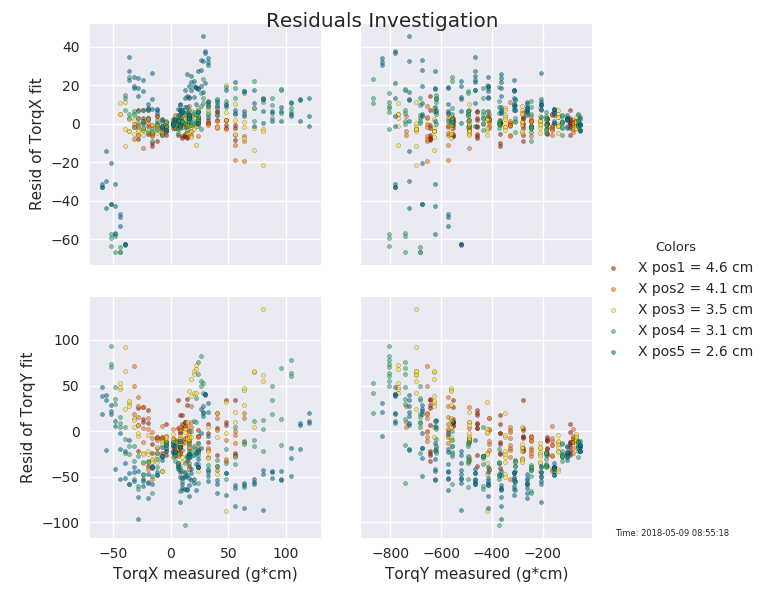 Residuals Investigation
Resid of TorqX fit
40
20
0
−20
−40
−60
Resid of TorqY fit
100
50
0
−50
−100
−50
0
50
100
TorqX measured (g*cm)
−800
−600
−400
−200
TorqY measured (g*cm)
Colors
X pos1 = 4.6 cm
X pos2 = 4.1 cm
X pos3 = 3.5 cm
X pos4 = 3.1 cm
X pos5 = 2.6 cm
Time: 2018-05-09 08:55:18